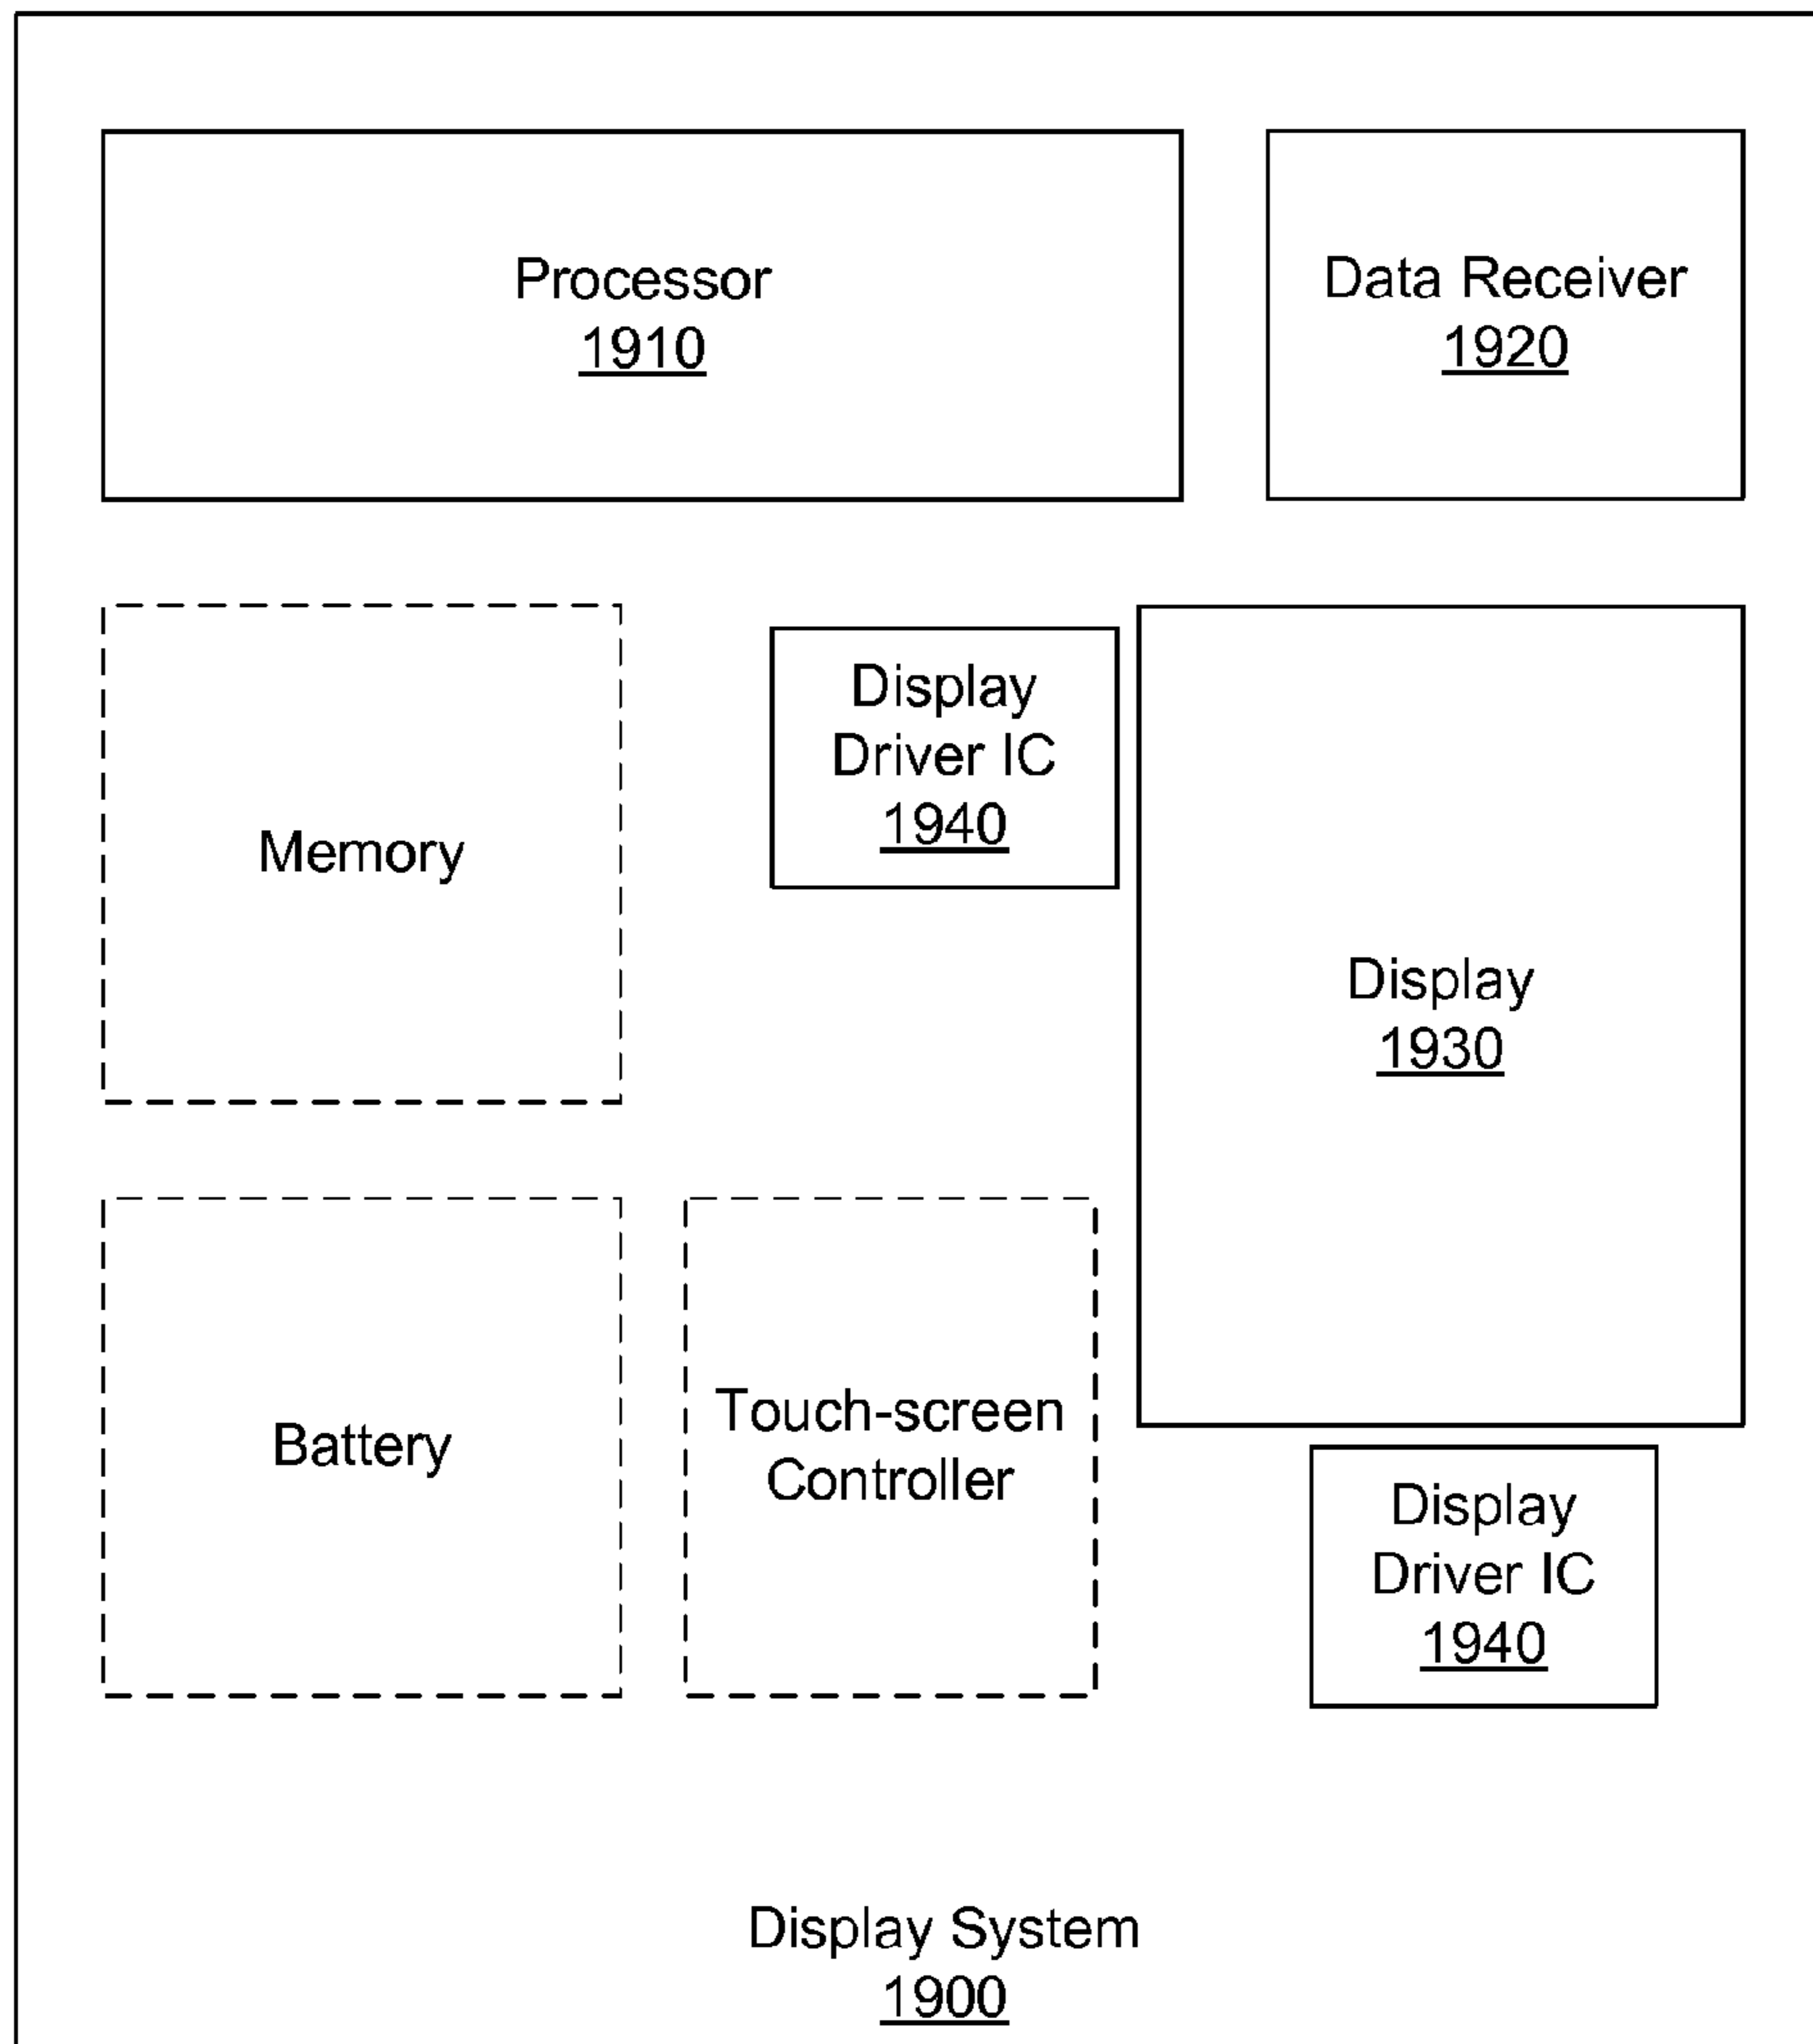 Processor
1910
Data Receiver
1920
Memory
Display
Driver IC
1940
Display
1930
Battery
Touch-screen
Controller
Display
Driver IC
1940
Display System
1900